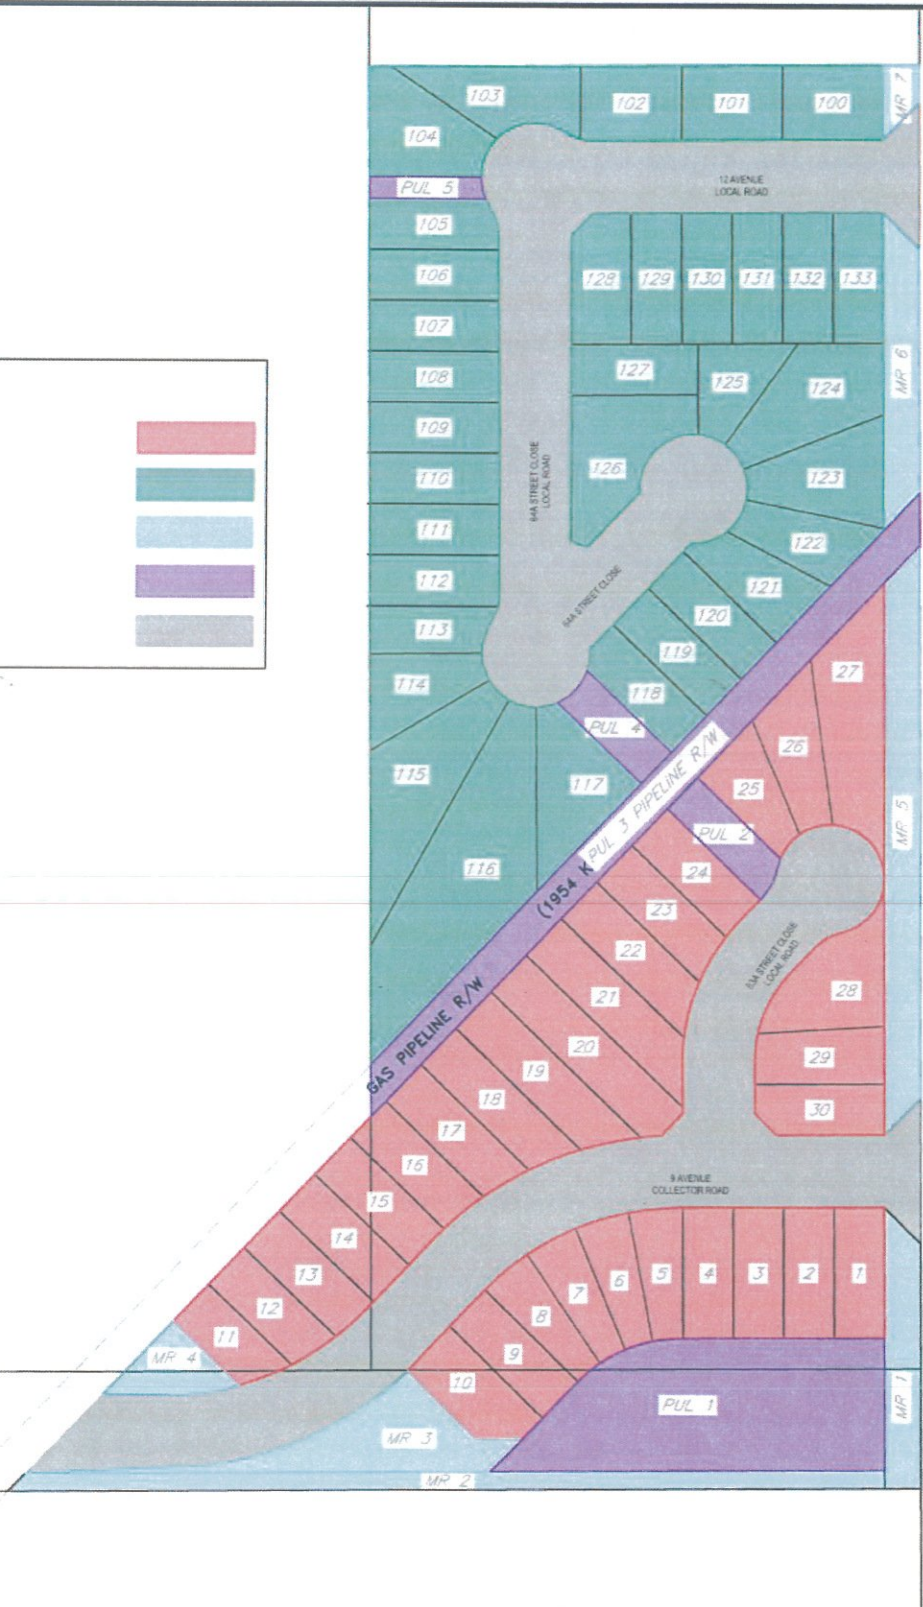 MR 7
103
102
101
100
104
12 AVENUE
LOCAL ROAD
PUL 5
105
106
128
129
130
131
132
133
107
MR 6
127
125
124
108
109
126
123
110
64A STREET CLOSE
LOCAL ROAD
111
122
112
64A STREET CLOSE
121
120
113
119
27
114
118
PUL 4
26
115
117
25
PUL 3 PIPELINE R/W
PUL 2
MR 5
116
24
(1954 K
23
22
63A STREET CLOSE
LOCAL ROAD
28
21
GAS PIPELINE R/W
20
29
19
18
30
17
16
9 AVENUE
COLLECTOR ROAD
15
14
13
12
11
8
7
6
5
4
3
2
1
9
MR 4
10
PUL 1
MR 1
MR 3
MR 2